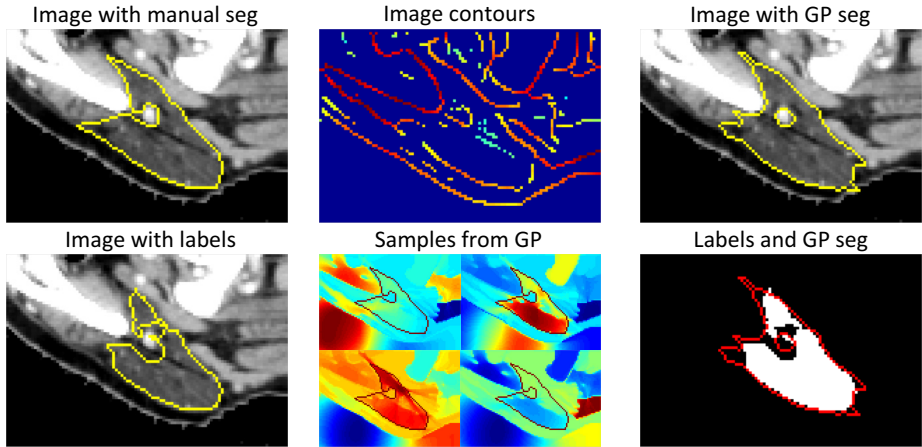 Image with manual seg
Image contours
Image with GP seg
Image with labels
Samples from GP
Labels and GP seg